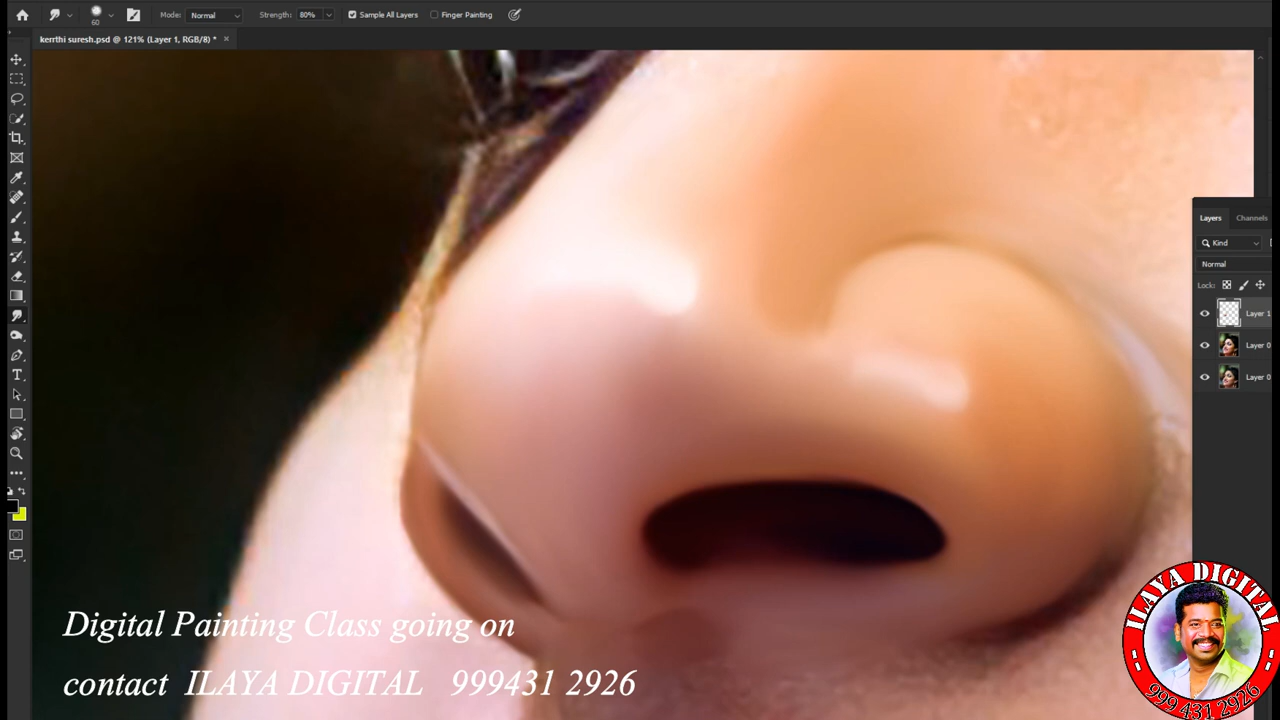 Mode: Normal Strength: 80% Sample All Layers Finger Painting
60
kerrthi suresh.psd @ 121% (Layer 1, RGB/8) * ×
Layers Channels
Kind
Normal
Lock:
Layer 1
Layer 0
Layer 0
Digital Painting Class going on
contact ILAYA DIGITAL 999431 2926
ILAYA DIGITAL
999 431 2926